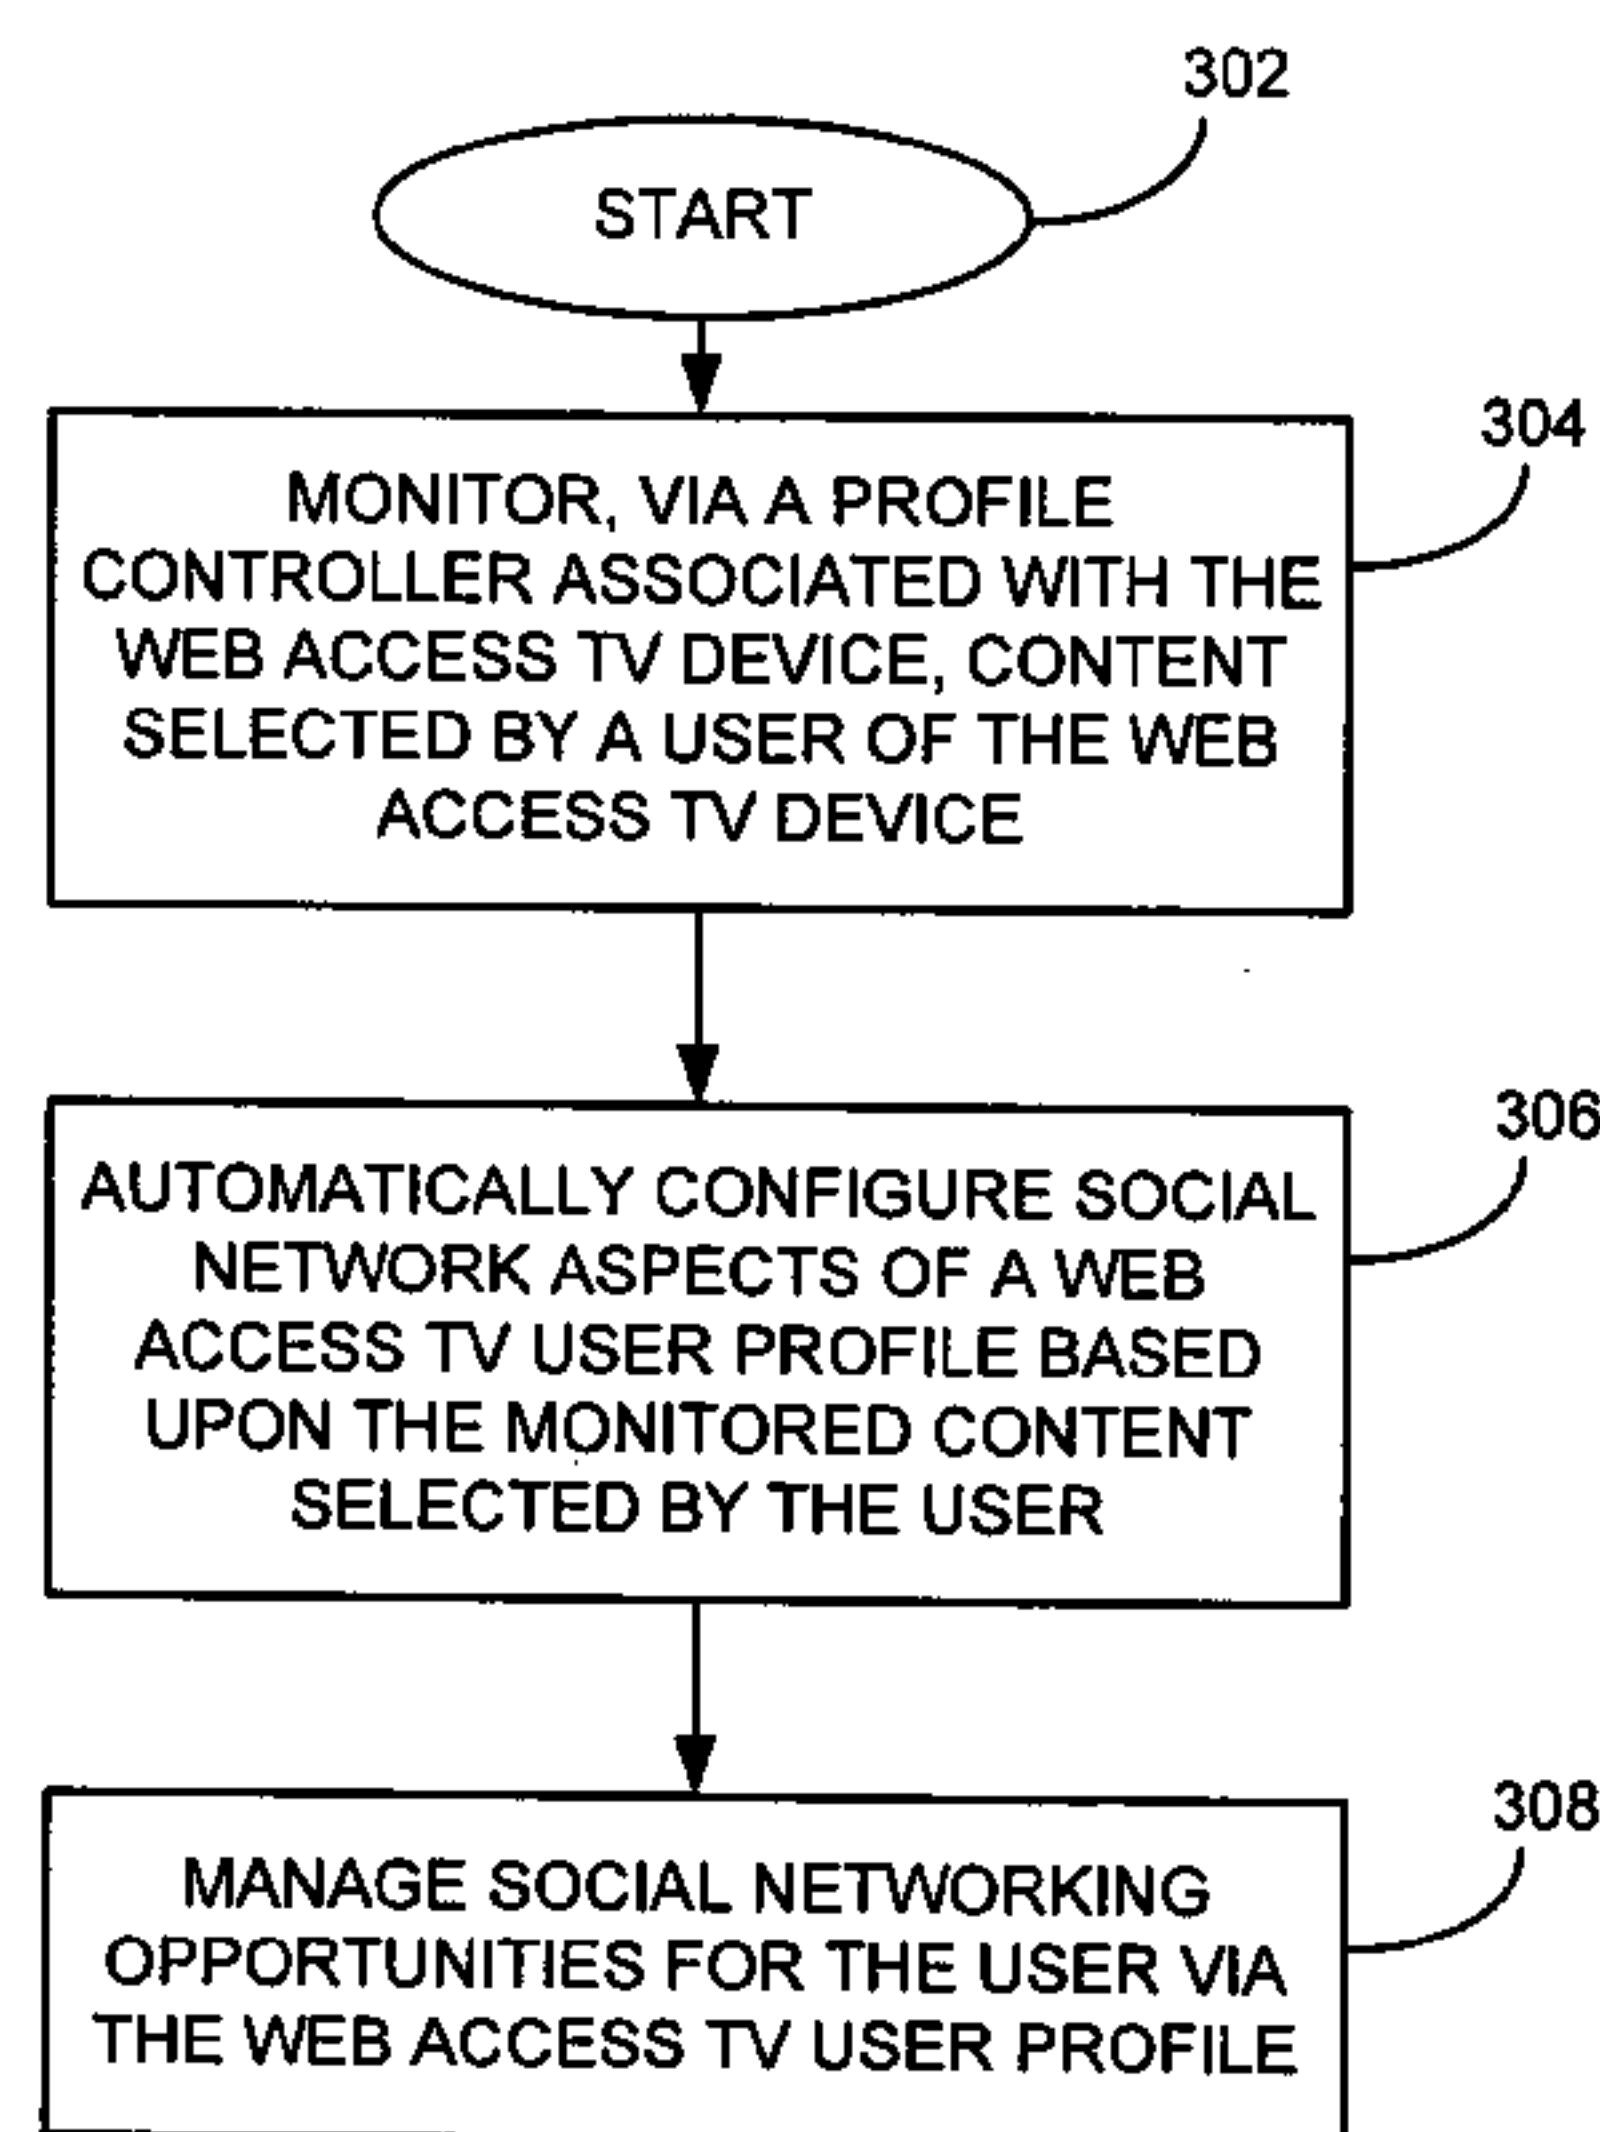 302
START
304
MONITOR, VIA A PROFILE
CONTROLLER ASSOCIATED WITH THE
WEB ACCESS TV DEVICE, CONTENT
SELECTED BY A USER OF THE WEB
ACCESS TV DEVICE
306
AUTOMATICALLY CONFIGURE SOCIAL
NETWORK ASPECTS OF A WEB
ACCESS TV USER PROFILE BASED
UPON THE MONITORED CONTENT
SELECTED BY THE USER
308
MANAGE SOCIAL NETWORKING
OPPORTUNITIES FOR THE USER VIA
THE WEB ACCESS TV USER PROFILE